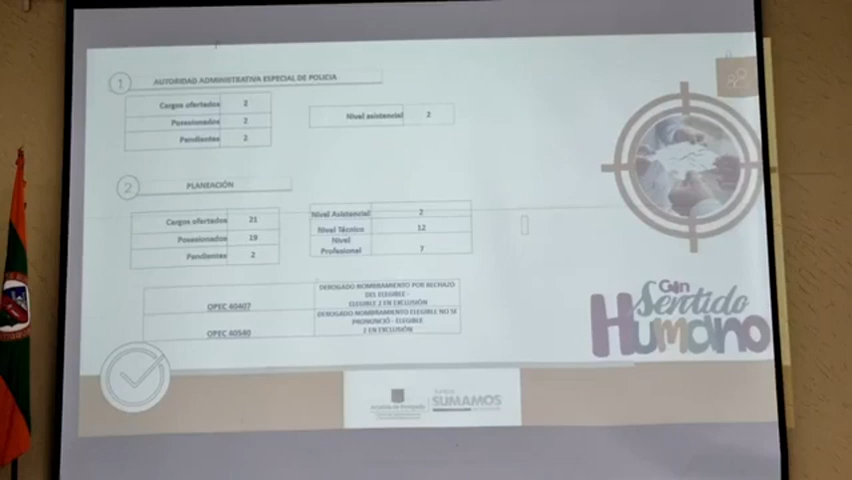 1 AUTORIDAD ADMINISTRATIVA ESPECIAL DE POLICIA
Cargos ofertados 2
Posesionados 2
Pendientes 2
Nivel asistencial 2
2 PLANEACIÓN
Cargos ofertados 21
Posesionados 19
Pendientes 2
Nivel Asistencial 2
Nivel Técnico 12
Nivel
Profesional 7
OPEC 40407
DEROGADO NOMBRAMIENTO POR RECHAZO
DEL ELEGIBLE -
ELEGIBLE 2 EN EXCLUSIÓN
OPEC 40540
DEROGADO NOMBRAMIENTO ELEGIBLE NO SE
PRONONCIÓ - ELEGIBLE
2 EN EXCLUSIÓN
Con
Sentido
Humano
SUMAMOS